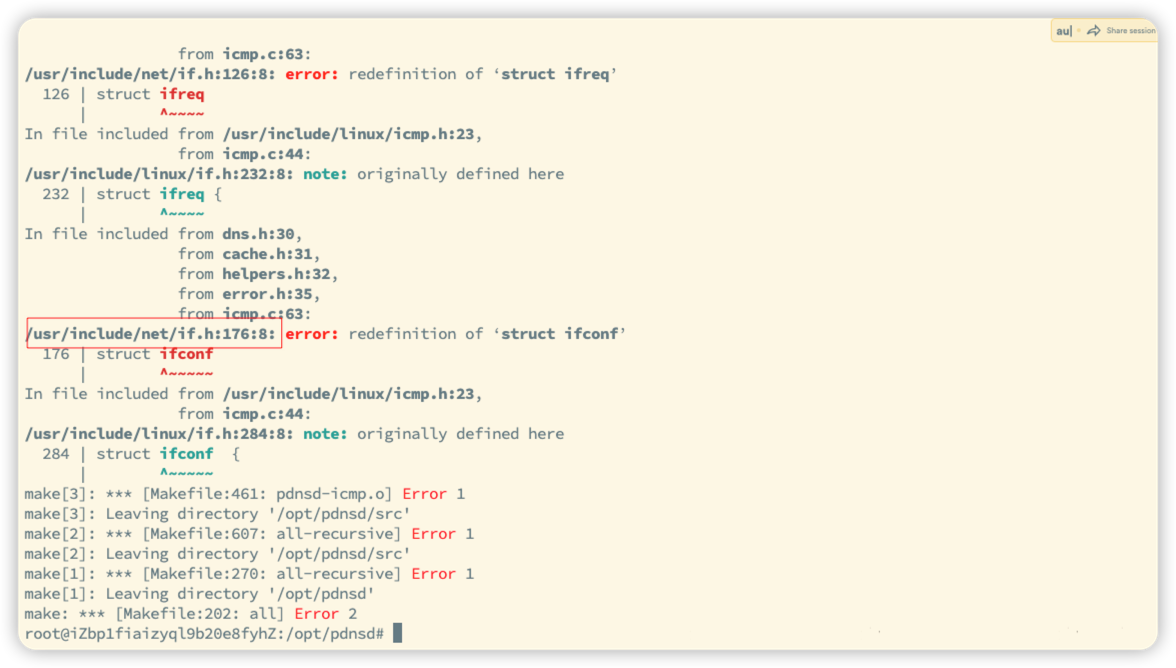 au| Share session
from icmp.c:63:
/usr/include/net/if.h:126:8: error: redefinition of ‘struct ifreq’
126 | struct ifreq
| ^~~~~
In file included from /usr/include/linux/icmp.h:23,
from icmp.c:44:
/usr/include/linux/if.h:232:8: note: originally defined here
232 | struct ifreq {
| ^~~~~
In file included from dns.h:30,
from cache.h:31,
from helpers.h:32,
from error.h:35,
from icmp.c:63:
/usr/include/net/if.h:176:8: error: redefinition of ‘struct ifconf’
176 | struct ifconf
| ^~~~~~
In file included from /usr/include/linux/icmp.h:23,
from icmp.c:44:
/usr/include/linux/if.h:284:8: note: originally defined here
284 | struct ifconf  {
| ^~~~~~
make[3]: *** [Makefile:461: pdnsd-icmp.o] Error 1
make[3]: Leaving directory '/opt/pdnsd/src'
make[2]: *** [Makefile:607: all-recursive] Error 1
make[2]: Leaving directory '/opt/pdnsd/src'
make[1]: *** [Makefile:270: all-recursive] Error 1
make[1]: Leaving directory '/opt/pdnsd'
make: *** [Makefile:202: all] Error 2
root@iZbp1fiaizyql9b20e8fyhZ:/opt/pdnsd#